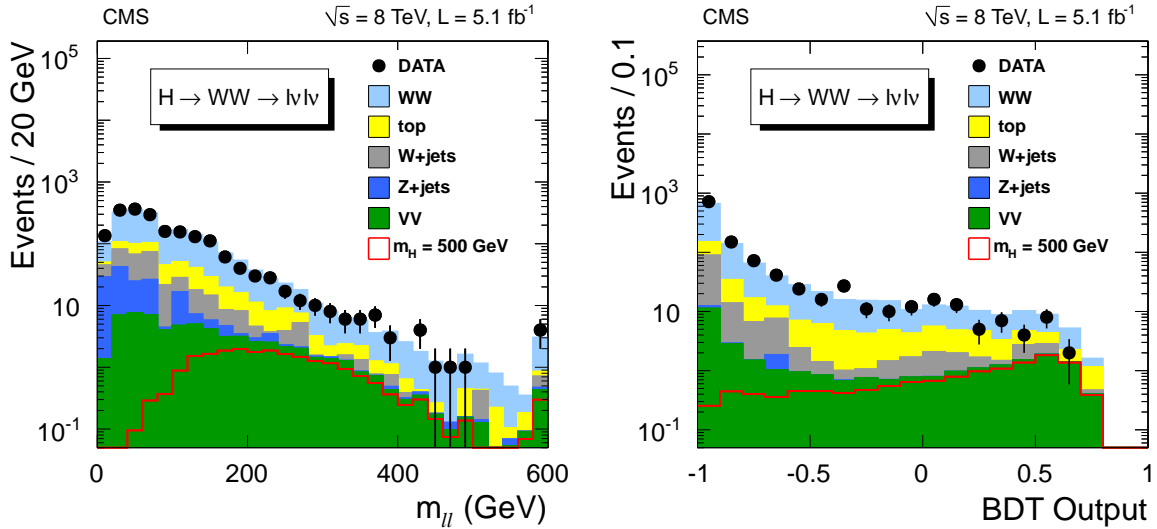 CMS √s = 8 TeV, L = 5.1 fb⁻¹
Events / 20 GeV
10⁵
10³
10
10⁻¹
H → WW → lνlν
DATA
WW
top
W+jets
Z+jets
VV
m_H = 500 GeV
0 200 400 600
m_ll (GeV)
CMS √s = 8 TeV, L = 5.1 fb⁻¹
Events / 0.1
10⁵
10³
10
10⁻¹
H → WW → lνlν
DATA
WW
top
W+jets
Z+jets
VV
m_H = 500 GeV
-1 -0.5 0 0.5 1
BDT Output